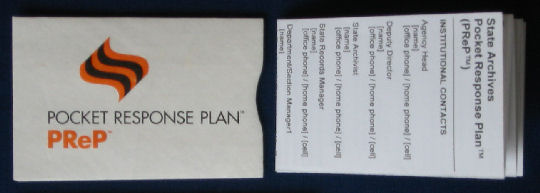 POCKET RESPONSE PLAN™
PReP™
State Archives
Pocket Response Plan™
(PReP™)
INSTITUTIONAL CONTACTS
Agency Head
[name]
[office phone] / [home phone] / [cell]
Deputy Director
[name]
[office phone] / [home phone] / [cell]
State Archivist
[name]
[office phone] / [home phone] / [cell]
State Records Manager
[name]
[office phone] / [home phone] / [cell]
Department/Section Manager1
[name]